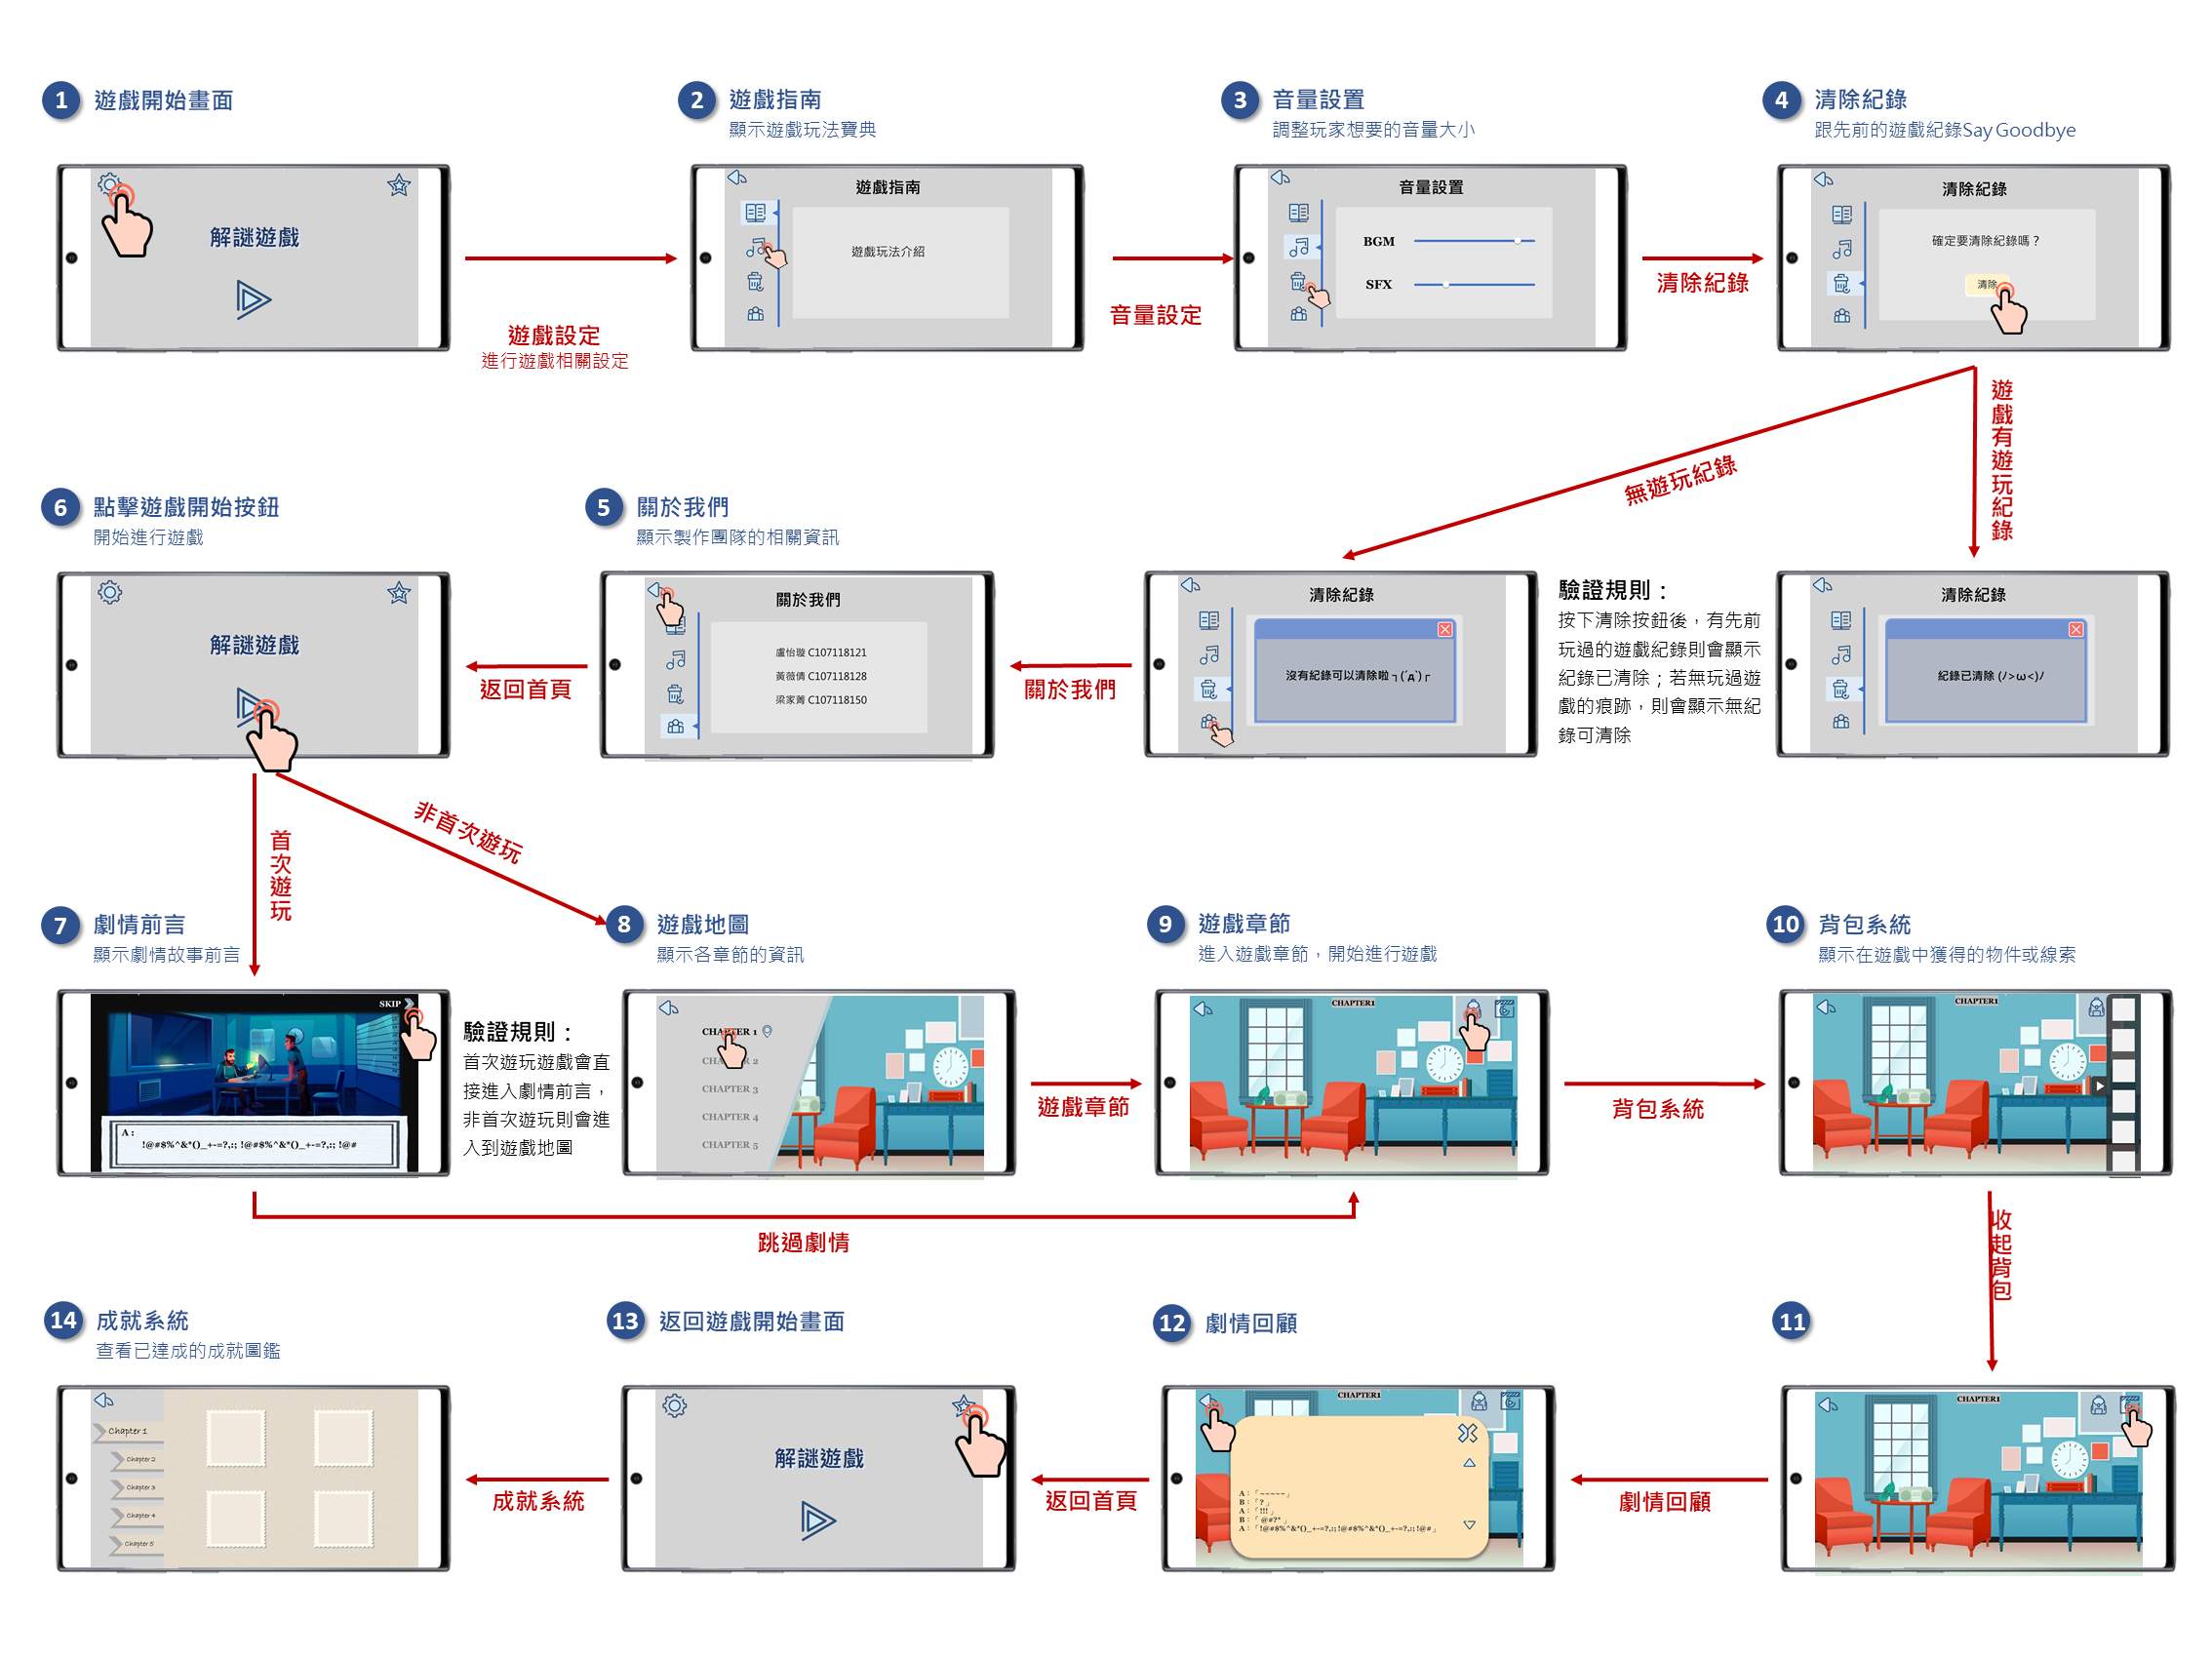 1 遊戲開始畫面
解謎遊戲
遊戲設定
進行遊戲相關設定
2 遊戲指南
顯示遊戲玩法寶典
遊戲指南
遊戲玩法介紹
音量設定
3 音量設置
調整玩家想要的音量大小
音量設置
BGM
SFX
清除紀錄
4 清除紀錄
跟先前的遊戲紀錄Say Goodbye
清除紀錄
確定要清除紀錄嗎？
清除
無遊玩紀錄
遊戲有遊玩紀錄
清除紀錄
紀錄已清除 (ﾉ>ω<)ﾉ
驗證規則：
按下清除按鈕後，有先前
玩過的遊戲紀錄則會顯示
紀錄已清除；若無玩過遊
戲的痕跡，則會顯示無紀
錄可清除
清除紀錄
沒有紀錄可以清除啦 ┐(´д`)┌
關於我們
5 關於我們
顯示製作團隊的相關資訊
關於我們
盧怡璇 C107118121
黃薇倩 C107118128
梁家菁 C107118150
返回首頁
6 點擊遊戲開始按鈕
開始進行遊戲
解謎遊戲
首次遊玩
非首次遊玩
7 劇情前言
顯示劇情故事前言
SKIP
A：
!@#$%^&*()_+-=?,:; !@#$%^&*()_+-=?,:; !@#
驗證規則：
首次遊玩遊戲會直
接進入劇情前言，
非首次遊玩則會進
入到遊戲地圖
跳過劇情
8 遊戲地圖
顯示各章節的資訊
CHAPTER 1
CHAPTER 2
CHAPTER 3
CHAPTER 4
CHAPTER 5
遊戲章節
9 遊戲章節
進入遊戲章節，開始進行遊戲
CHAPTER1
背包系統
10 背包系統
顯示在遊戲中獲得的物件或線索
CHAPTER1
收起背包
11
CHAPTER1
劇情回顧
12 劇情回顧
CHAPTER1
A：「~~~~~」
B：「?」
A：「!!!」
B：「 @#?*」
A：「!@#$%^&*()_+-=?,:; !@#$%^&*()_+-=?,:; !@#」
返回首頁
13 返回遊戲開始畫面
解謎遊戲
成就系統
14 成就系統
查看已達成的成就圖鑑
Chapter 1
Chapter 2
Chapter 3
Chapter 4
Chapter 5